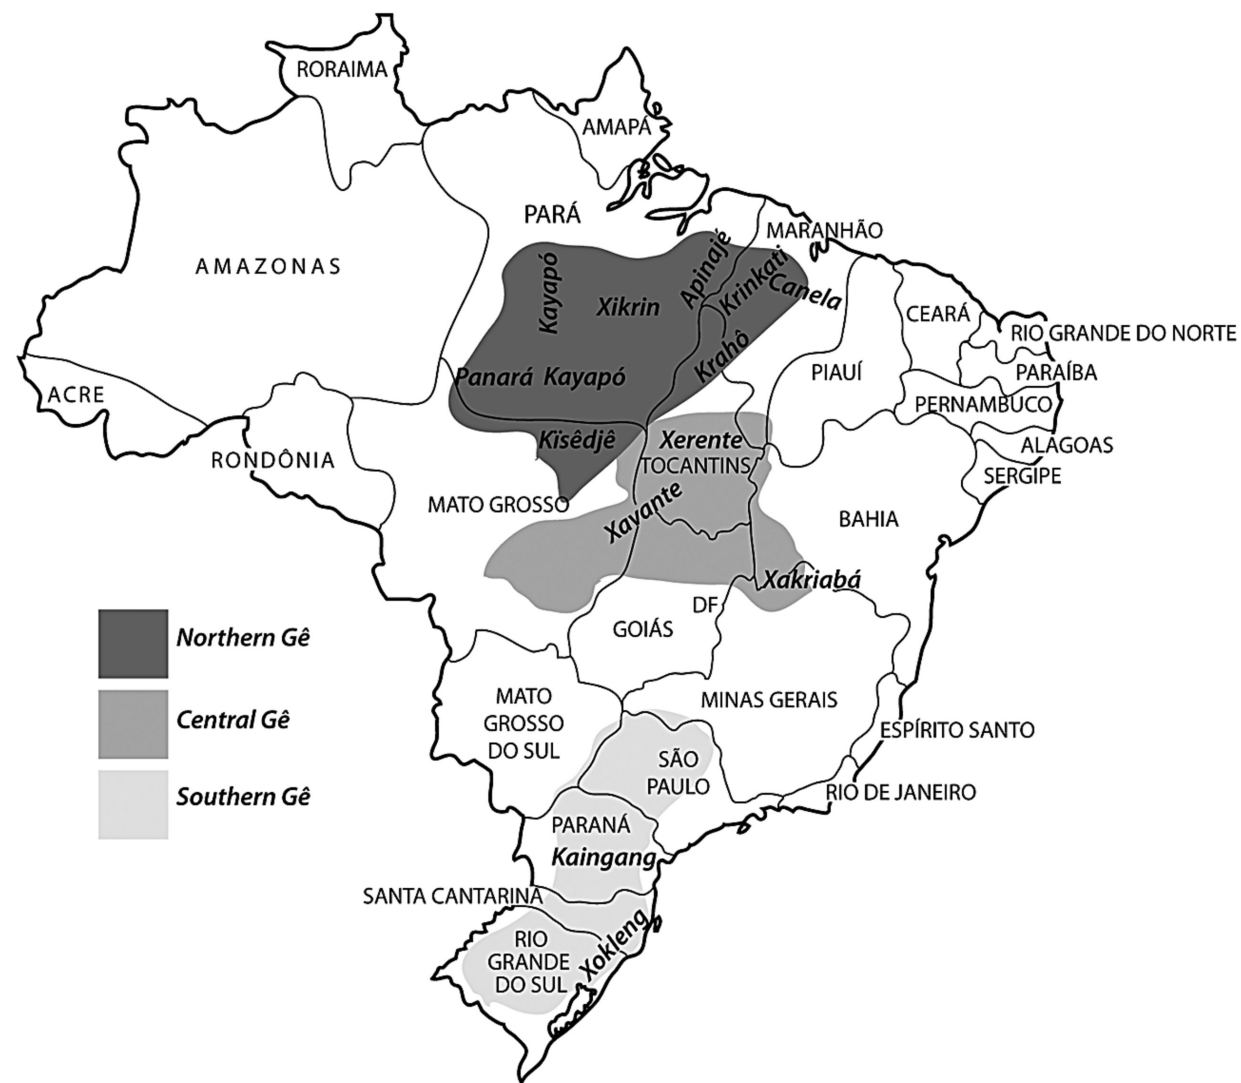 RORAIMA
AMAPÁ
PARÁ
MARANHÃO
AMAZONAS
Apinajé
Krinkati
Canela
Kayapó
Xikrin
CEARÁ
RIO GRANDE DO NORTE
Krahô
PIAUÍ
PARAÍBA
Panará Kayapó
ACRE
PERNAMBUCO
Kïsêdjê
Xerente
ALAGOAS
RONDÔNIA
TOCANTINS
SERGIPE
MATO GROSSO
Xavante
BAHIA
Xakriabá
DF
GOIÁS
Northern Gê
MATO
GROSSO
DO SUL
MINAS GERAIS
Central Gê
ESPÍRITO SANTO
SÃO
PAULO
RIO DE JANEIRO
Southern Gê
PARANÁ
Kaingang
SANTA CANTARINA
Xokleng
RIO
GRANDE
DO SUL